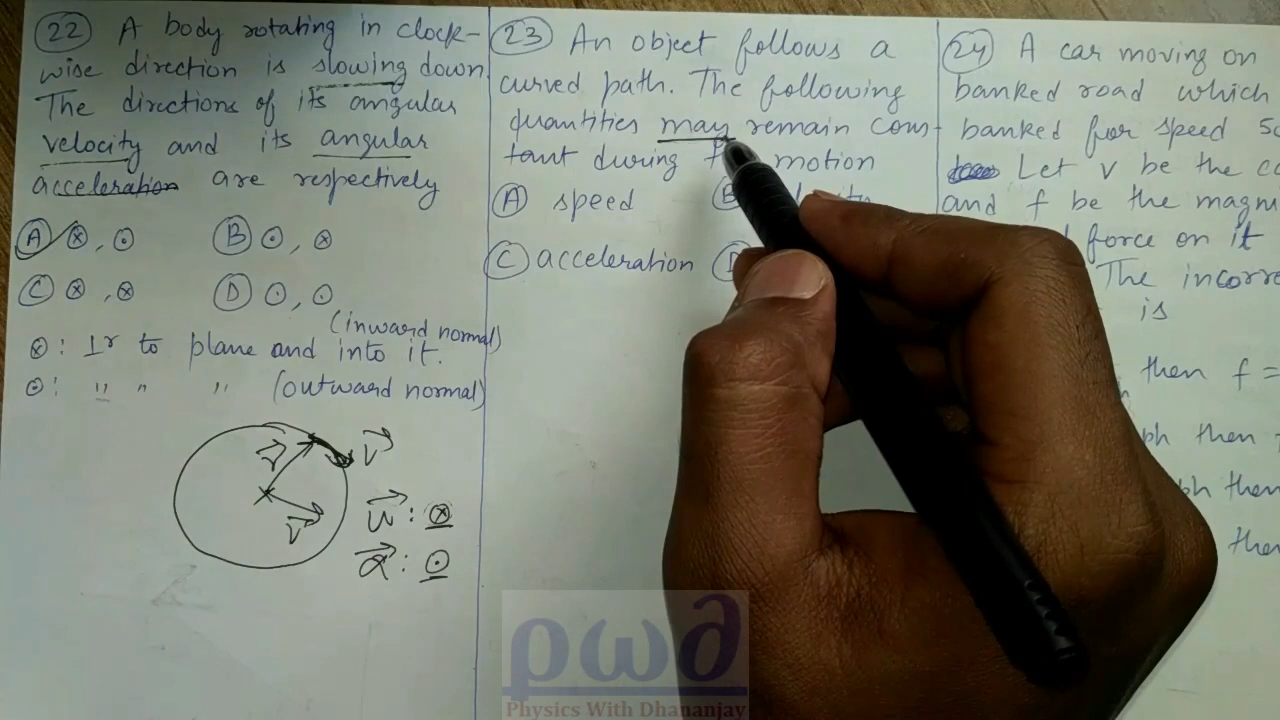 22 A body rotating in clock-
wise direction is slowing down
The directions of its angular
velocity and its angular
acceleration are respectively
A ⊗, ⊙
B ⊙, ⊗
C ⊗, ⊗
D ⊙, ⊙
(inward normal)
⊗: ⊥r to plane and into it.
⊙: " " " (outward normal)
r v
r
ω: ⊗
α: ⊙
23 An object follows a
curved path. The following
quantities may remain cons-
tant during motion
A speed
C acceleration
24 A car moving on
banked road which
banked for speed
Let v be the
and f be the
force on it
The
is
then f =
then
then
then
ρωა
Physics With Dhananjay